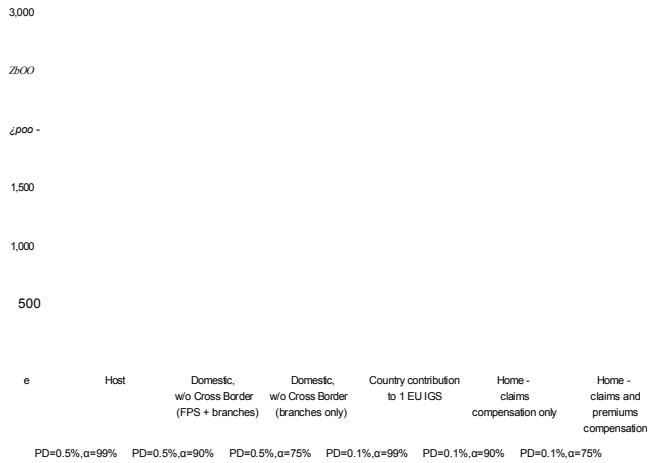 3,000
ZbOO
¿poo -
1,500
1,000
500
e
Host
Domestic,
w/o Cross Border
(FPS + branches)
Domestic,
w/o Cross Border
(branches only)
Country contribution
to 1 EU IGS
Home -
claims
compensation only
Home -
claims and
premiums
compensation
PD=0.5%,α=99% PD=0.5%,α=90% PD=0.5%,α=75% PD=0.1%,α=99% PD=0.1%,α=90% PD=0.1%,α=75%